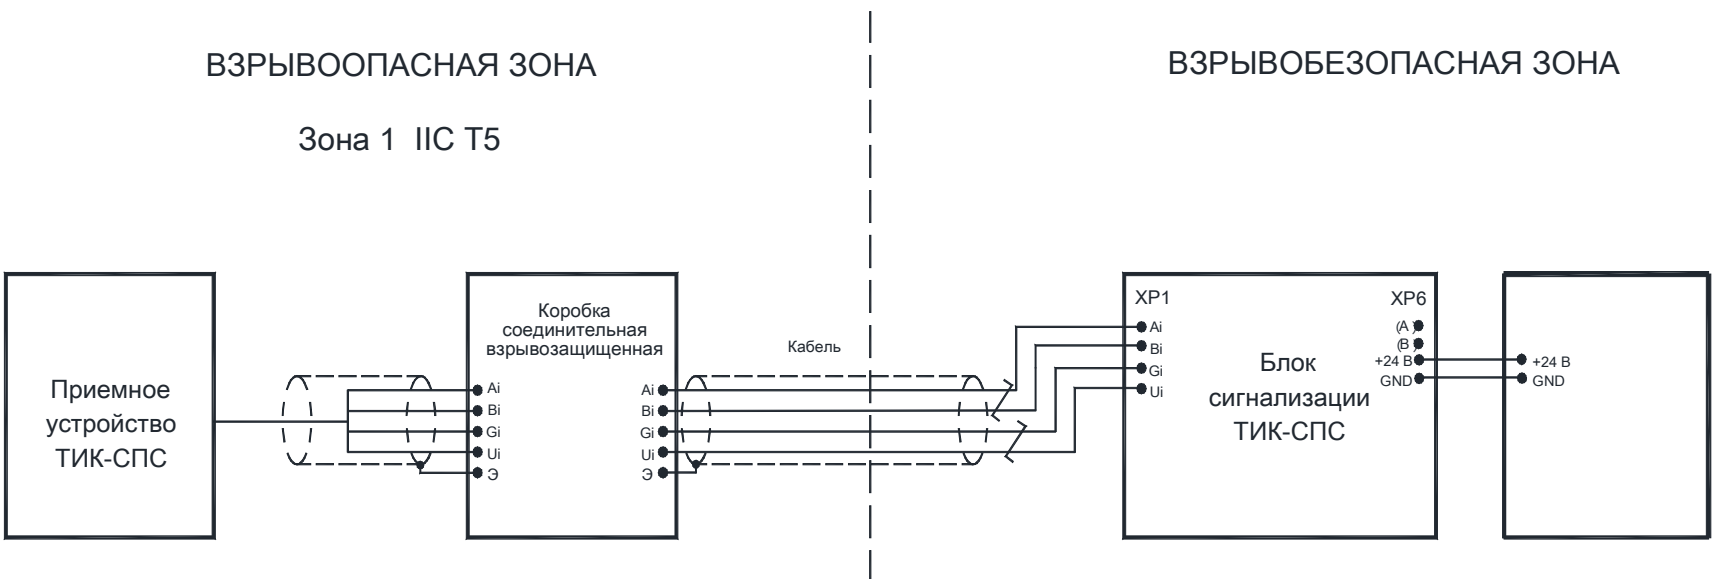 ВЗРЫВООПАСНАЯ ЗОНА
Зона 1 IIC T5
ВЗРЫВОБЕЗОПАСНАЯ ЗОНА
Приемное
устройство
ТИК-СПС
Коробка
соединительная
взрывозащищенная
Ai
Bi
Gi
Ui
Э
Ai
Bi
Gi
Ui
Э
Кабель
XP1
Ai
Bi
Gi
Ui
Блок
сигнализации
ТИК-СПС
XP6
(A )
(B )
+24 В
GND
+24 В
GND